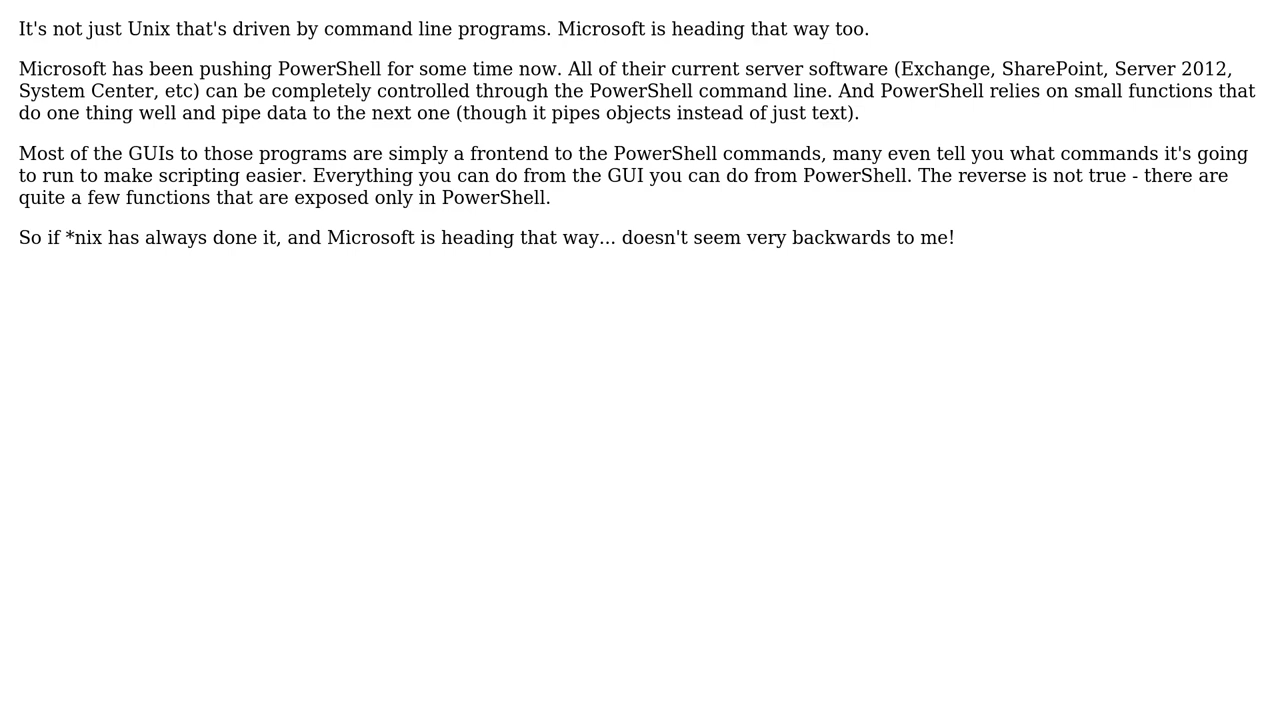 It's not just Unix that's driven by command line programs. Microsoft is heading that way too.
Microsoft has been pushing PowerShell for some time now. All of their current server software (Exchange, SharePoint, Server 2012,
System Center, etc) can be completely controlled through the PowerShell command line. And PowerShell relies on small functions that
do one thing well and pipe data to the next one (though it pipes objects instead of just text).
Most of the GUIs to those programs are simply a frontend to the PowerShell commands, many even tell you what commands it's going
to run to make scripting easier. Everything you can do from the GUI you can do from PowerShell. The reverse is not true - there are
quite a few functions that are exposed only in PowerShell.
So if *nix has always done it, and Microsoft is heading that way... doesn't seem very backwards to me!